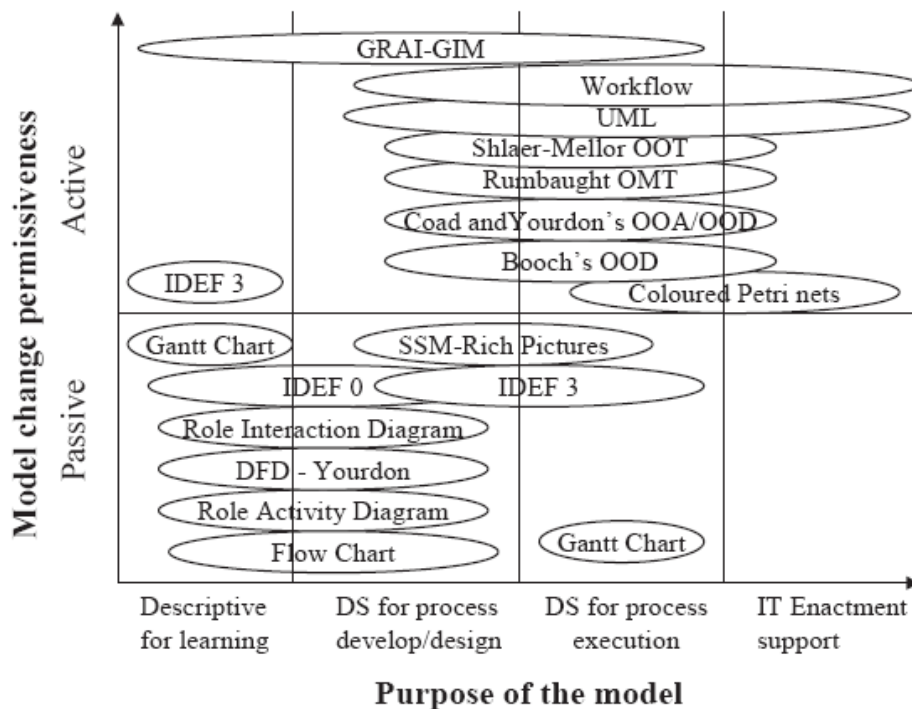 GRAI-GIM
Workflow
UML
Shlaer-Mellor OOT
Rumbaught OMT
Coad andYourdon's OOA/OOD
Booch's OOD
IDEF 3
Coloured Petri nets
Gantt Chart
SSM-Rich Pictures
IDEF 0
IDEF 3
Role Interaction Diagram
DFD - Yourdon
Role Activity Diagram
Flow Chart
Gantt Chart
Model change permissiveness
Active
Passive
Descriptive
for learning
DS for process
develop/design
DS for process
execution
IT Enactment
support
Purpose of the model